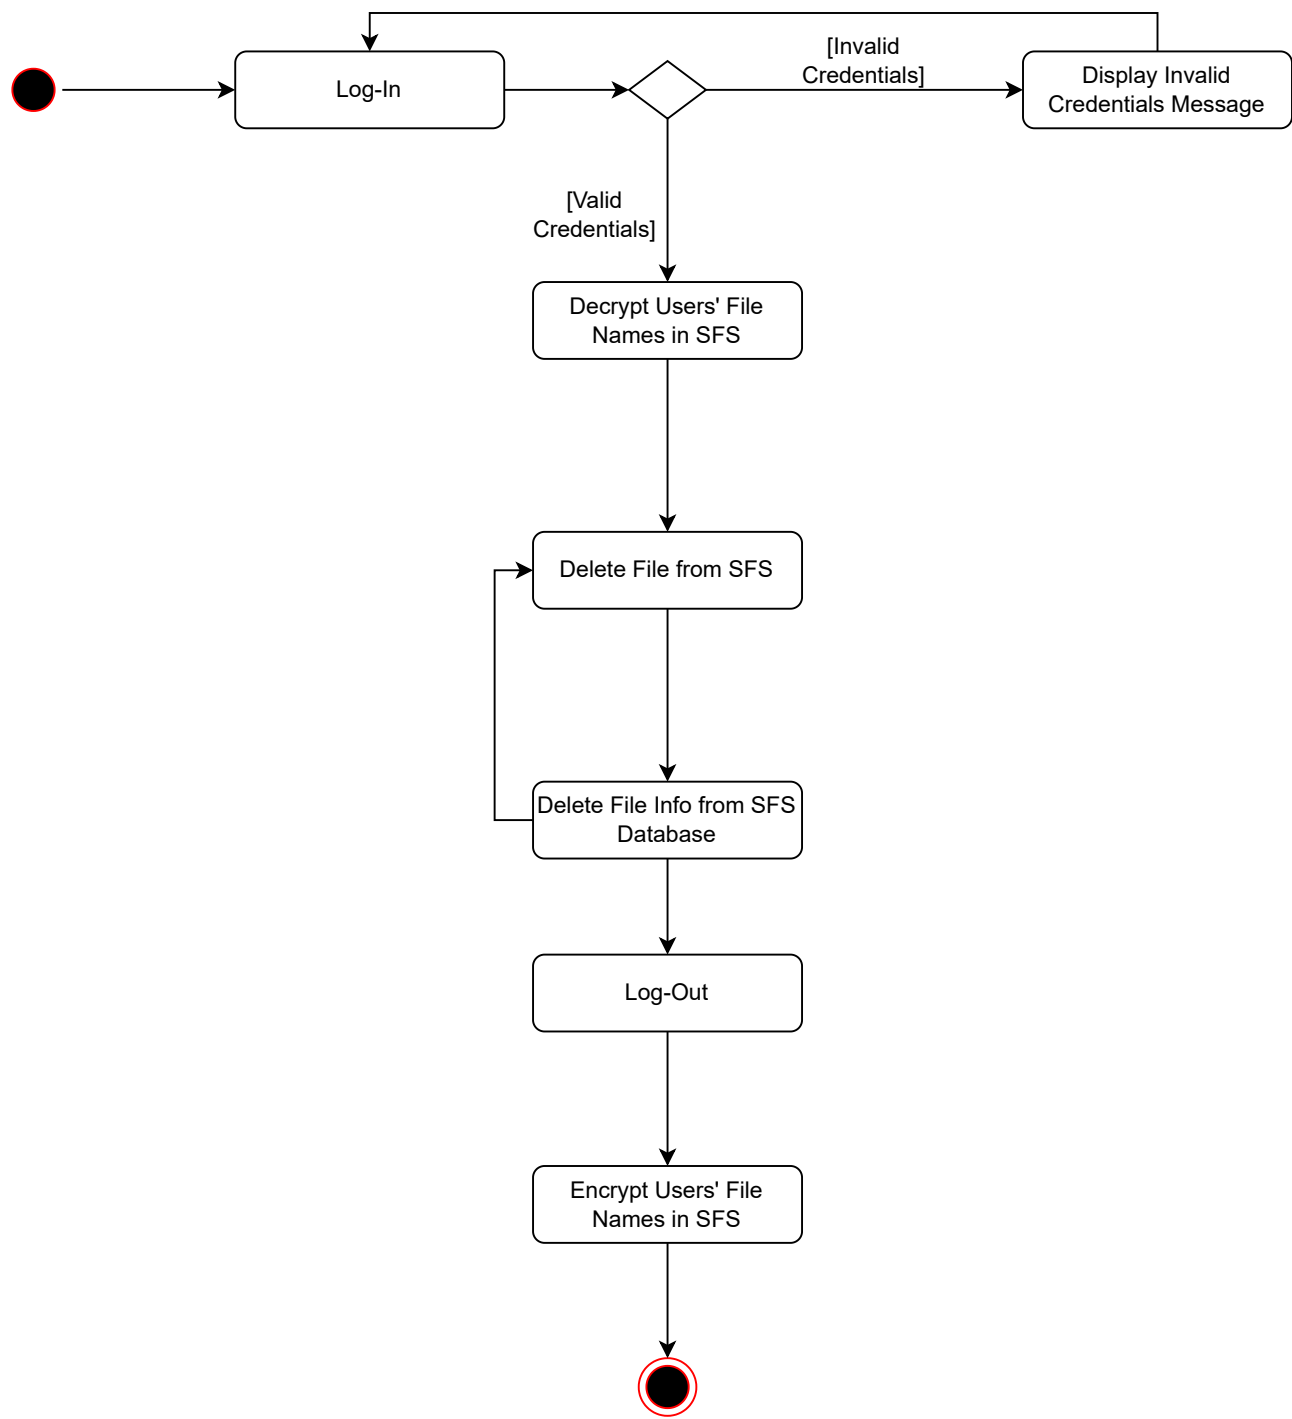 Log-In
[Invalid
Credentials]
Display Invalid
Credentials Message
[Valid
Credentials]
Decrypt Users' File
Names in SFS
Delete File from SFS
Delete File Info from SFS
Database
Log-Out
Encrypt Users' File
Names in SFS